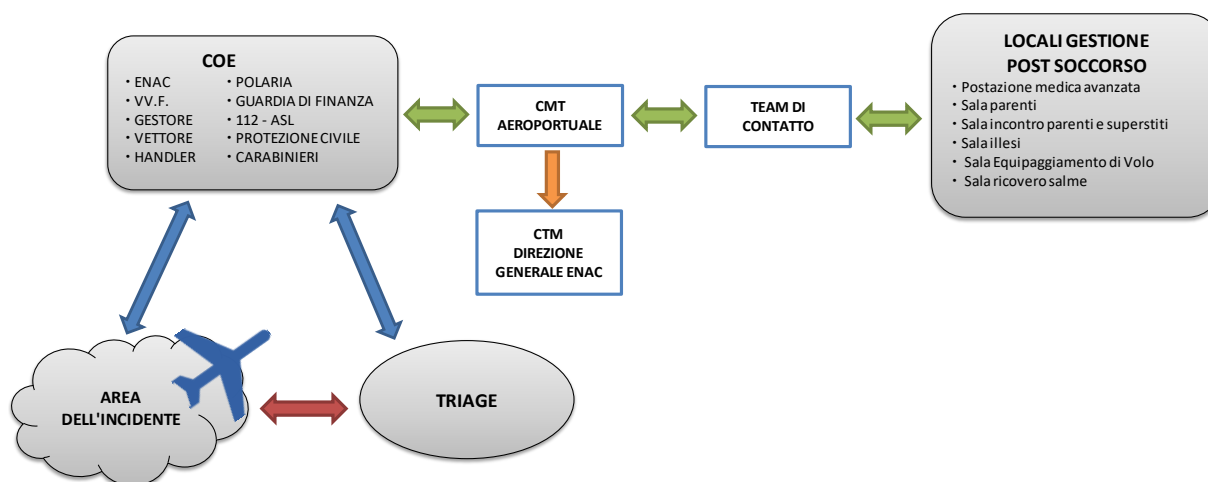 COE
・ENAC
・VV.F.
・GESTORE
・VETTORE
・HANDLER
・POLARIA
・GUARDIA DI FINANZA
・112 - ASL
・PROTEZIONE CIVILE
・CARABINIERI
CMT
AEROPORTUALE
TEAM DI
CONTATTO
LOCALI GESTIONE
POST SOCCORSO
・Postazione medica avanzata
・Sala parenti
・Sala incontro parenti e superstiti
・Sala illesi
・Sala Equipaggiamento di Volo
・Sala ricovero salme
CTM
DIREZIONE
GENERALE ENAC
AREA
DELL'INCIDENTE
TRIAGE